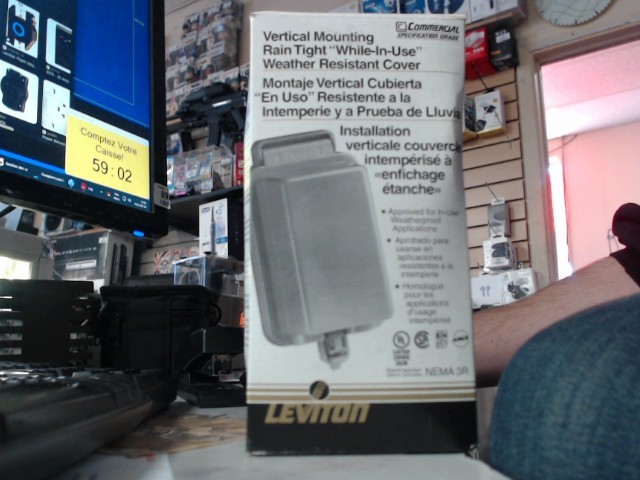 COMMERCIAL
SPECIFICATION GRADE
Vertical Mounting
Rain Tight "While-In-Use"
Weather Resistant Cover
Montaje Vertical Cubierta
"En Uso" Resistente a la
Intemperie y a Prueba de Lluvia
Installation
verticale couvercle
intempérisé à
«enfichage
étanche»
• Approved for In-Use
Weatherproof
Applications
• Aprobado para
usarse en
aplicaciones
resistentes a la
intemperie
• Homologué
pour les
applications
d'usage
intempérisé
NEMA 3R
LEVITON
Comptez Votre
Caisse!
59:02